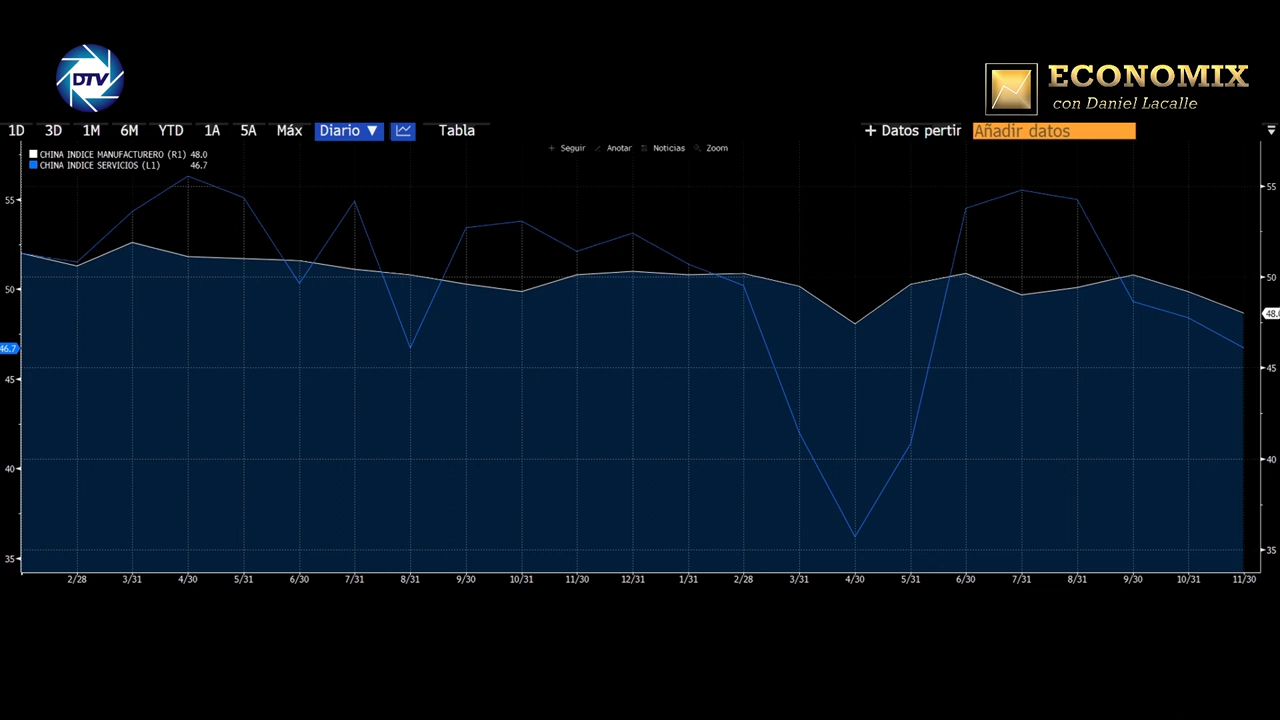 DTV
ECONOMIX
con Daniel Lacalle
1D 3D 1M 6M YTD 1A 5A Máx Diario ▼ Tabla + Datos pertir Añadir datos
+ Seguir Anotar Noticias Zoom
CHINA INDICE MANUFACTURERO (R1) 48.0
CHINA INDICE SERVICIOS (L1) 46.7
55 55
50 50
48.0
46.7
45 45
40 40
35 35
2/28 3/31 4/30 5/31 6/30 7/31 8/31 9/30 10/31 11/30 12/31 1/31 2/28 3/31 4/30 5/31 6/30 7/31 8/31 9/30 10/31 11/30